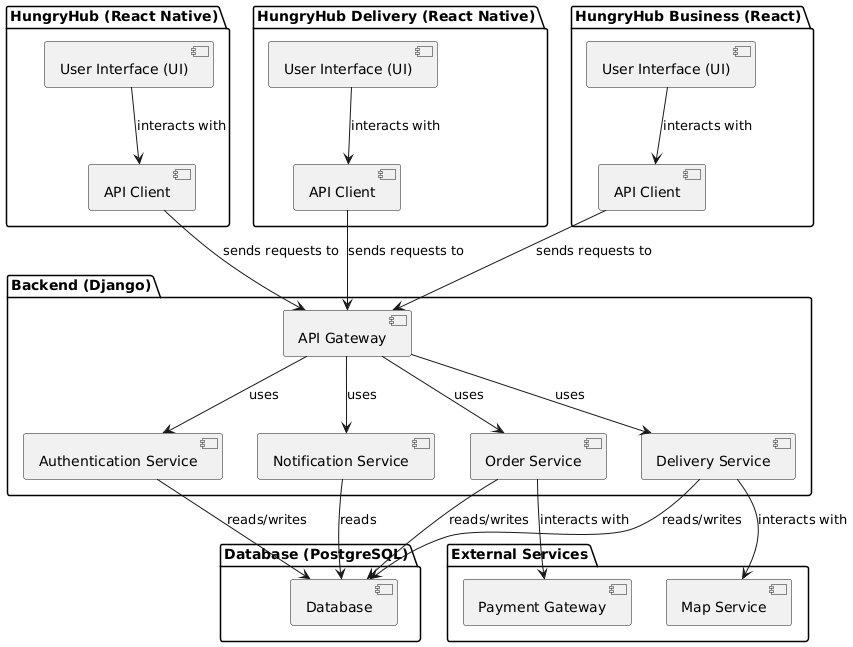 HungryHub (React Native)
HungryHub Delivery (React Native)
HungryHub Business (React)
User Interface (UI)
User Interface (UI)
User Interface (UI)
interacts with
interacts with
interacts with
API Client
API Client
API Client
sends requests to
sends requests to
sends requests to
Backend (Django)
API Gateway
uses
uses
uses
uses
Authentication Service
Notification Service
Order Service
Delivery Service
reads/writes
reads
reads/writes
interacts with
reads/writes
interacts with
Database (PostgreSQL)
External Services
Database
Payment Gateway
Map Service